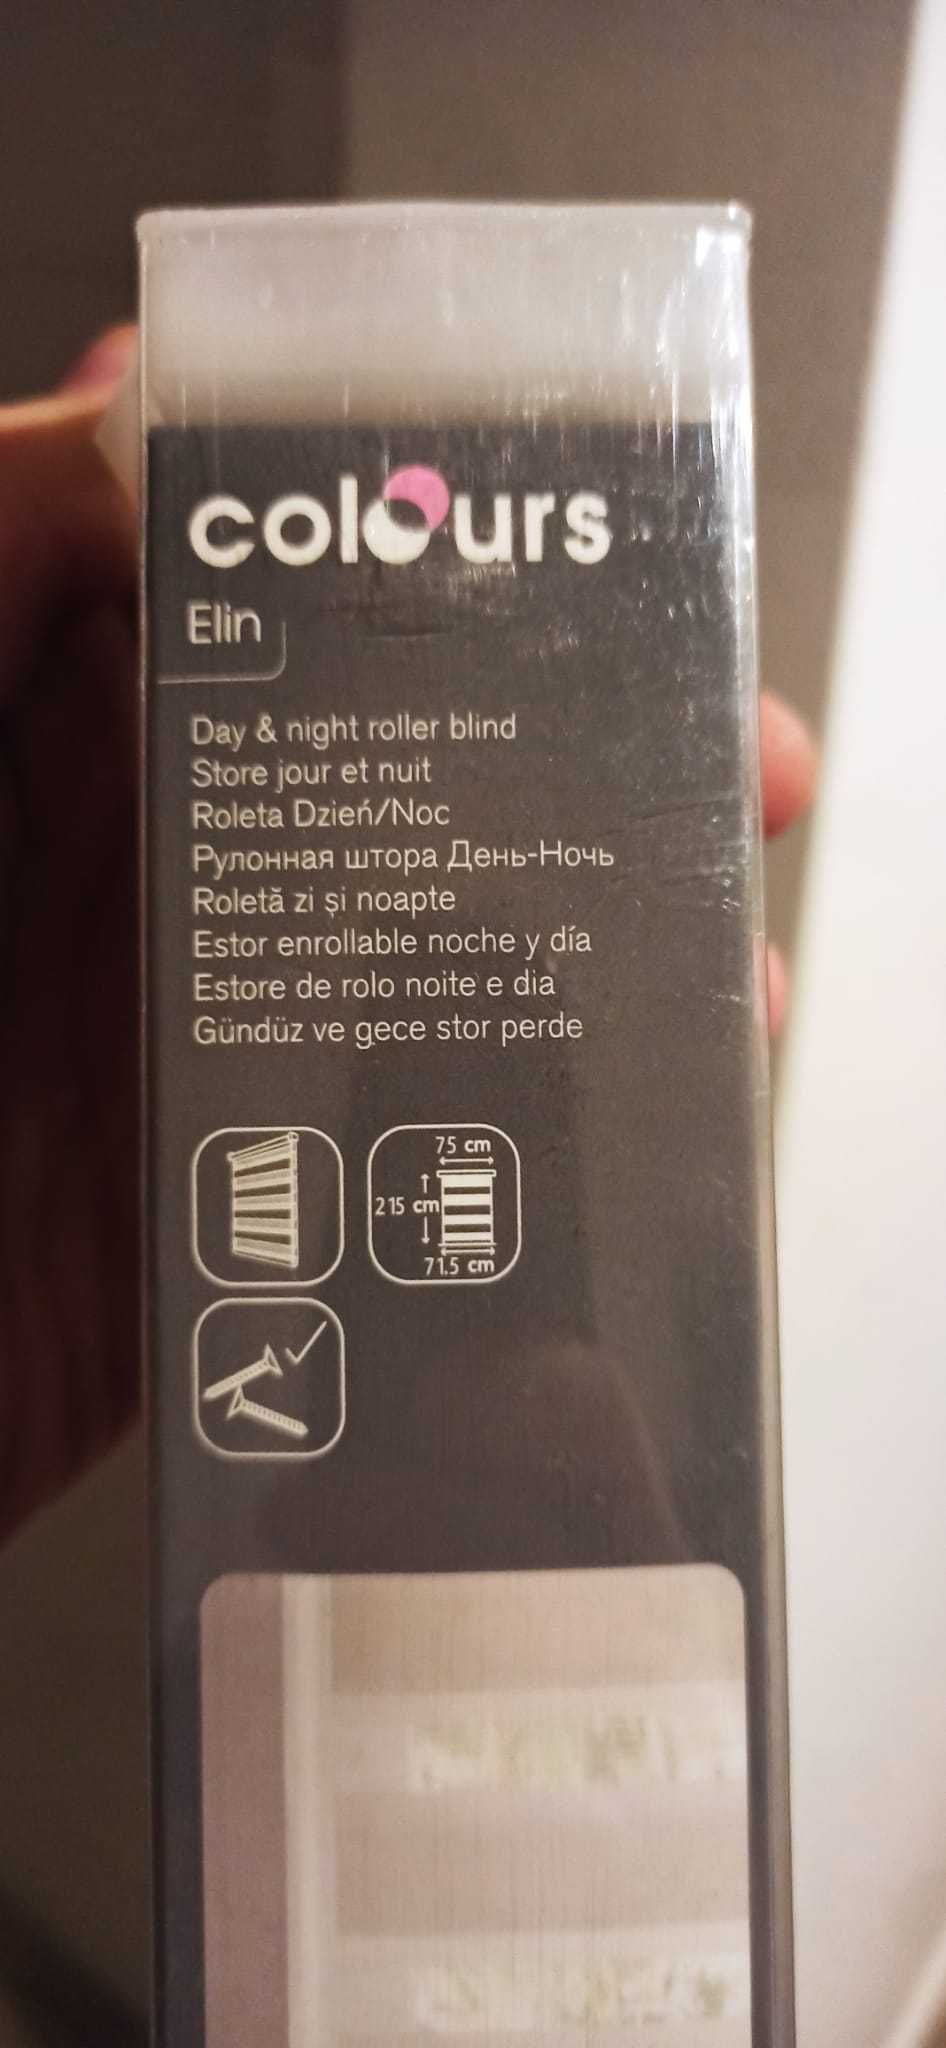 colours
Elin
Day & night roller blind
Store jour et nuit
Roleta Dzień/Noc
Рулонная штора День-Ночь
Roletă zi și noapte
Estor enrollable noche y día
Estore de rolo noite e dia
Gündüz ve gece stor perde
75 cm
215 cm
71.5 cm